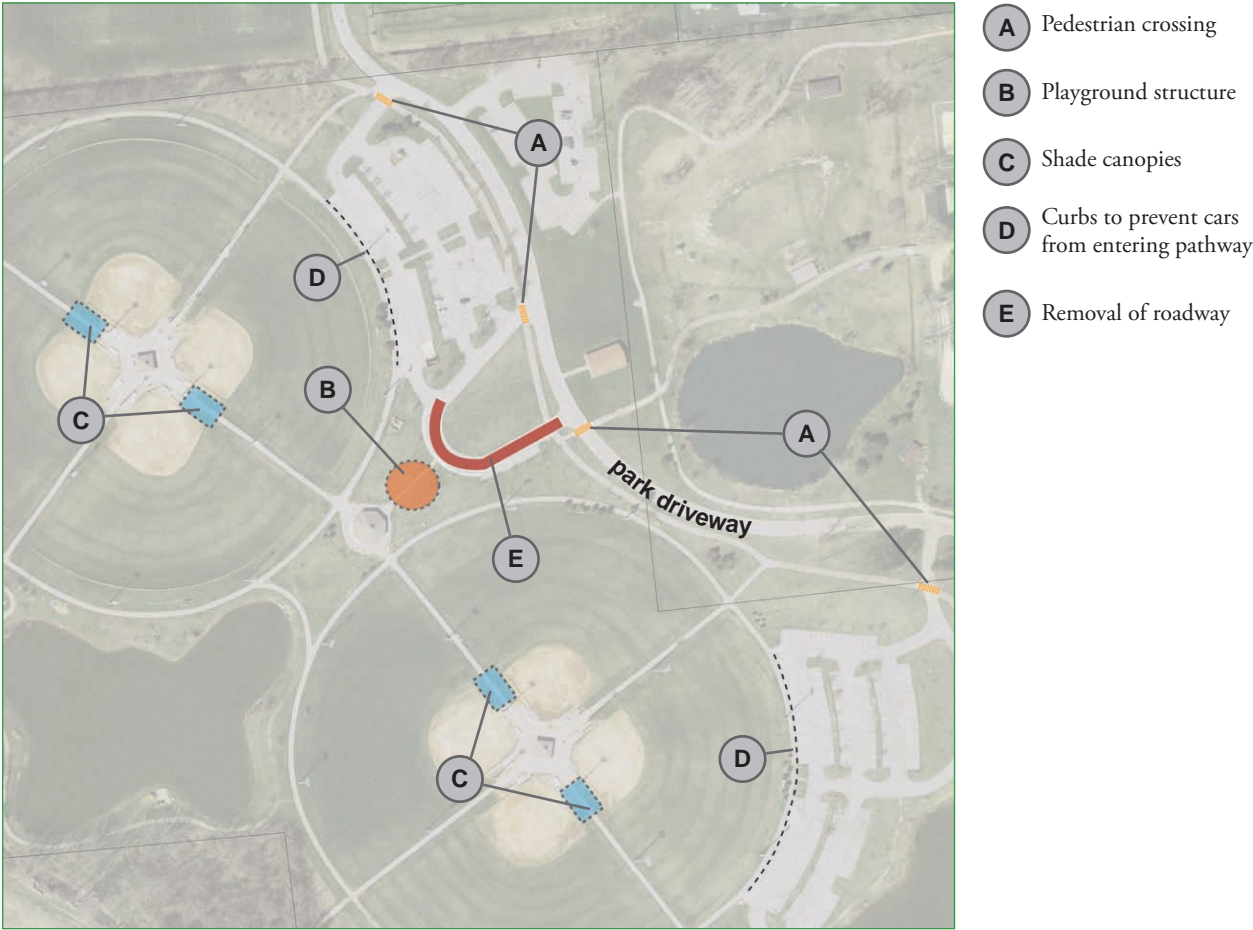 A Pedestrian crossing
B Playground structure
C Shade canopies
D Curbs to prevent cars
from entering pathway
E Removal of roadway
A
D
B
C
A
park driveway
E
D
C